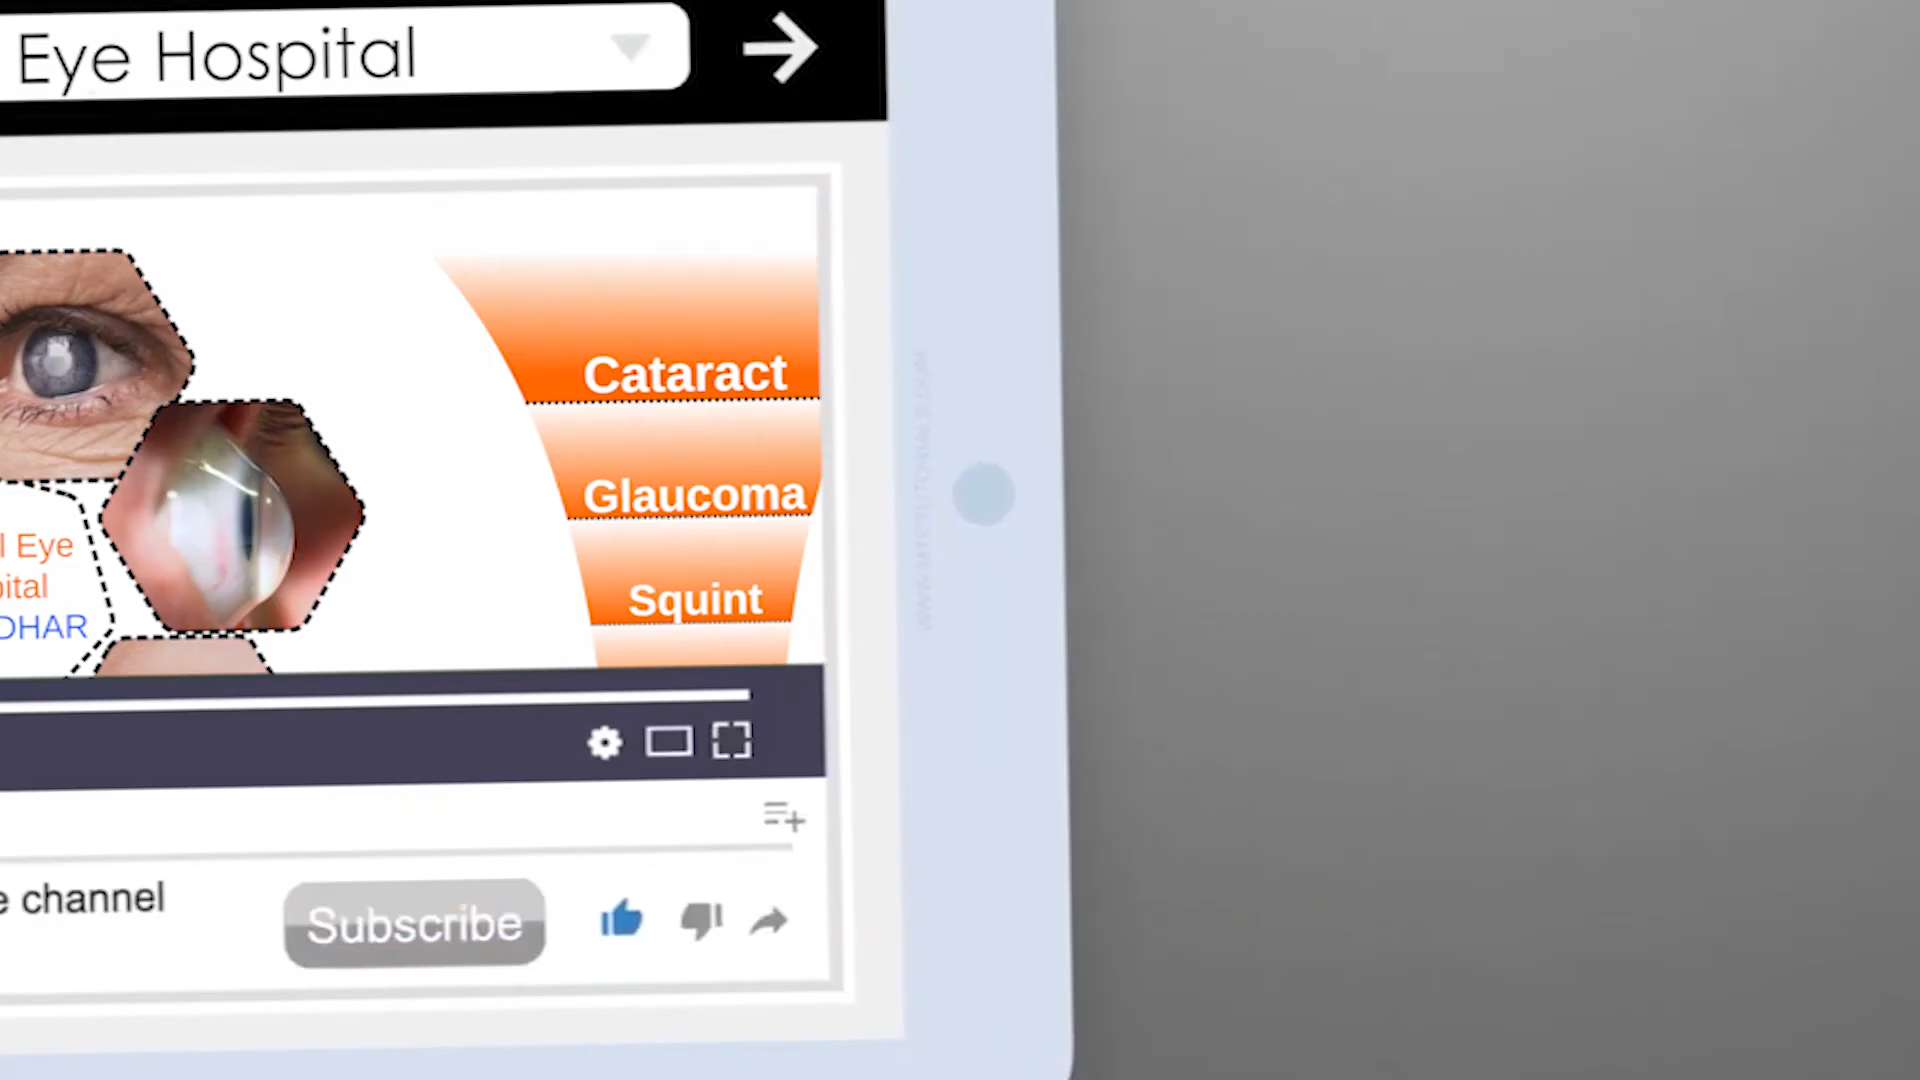 Eye Hospital
Cataract
Glaucoma
Squint
l Eye
ital
DHAR
channel
Subscribe